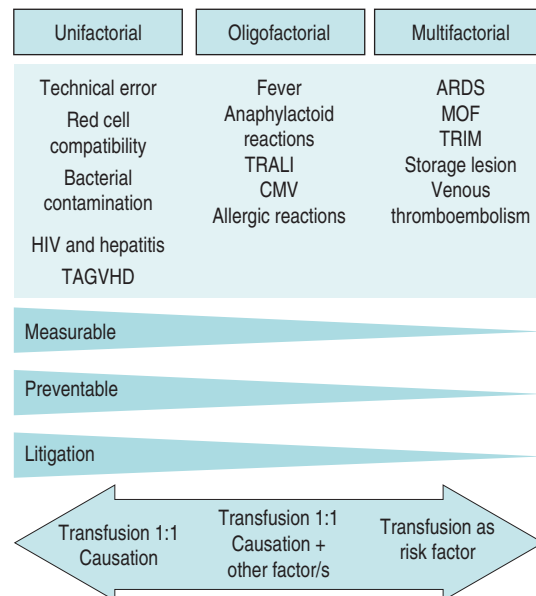 Unifactorial
Oligofactorial
Multifactorial
Technical error
Red cell
compatibility
Bacterial
contamination
HIV and hepatitis
TAGVHD
Fever
Anaphylactoid
reactions
TRALI
CMV
Allergic reactions
ARDS
MOF
TRIM
Storage lesion
Venous
thromboembolism
Measurable
Preventable
Litigation
Transfusion 1:1
Causation
Transfusion 1:1
Causation +
other factor/s
Transfusion as
risk factor